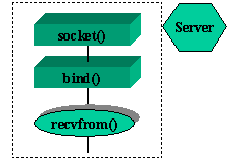 socket()
Server
bind()
recvfrom()